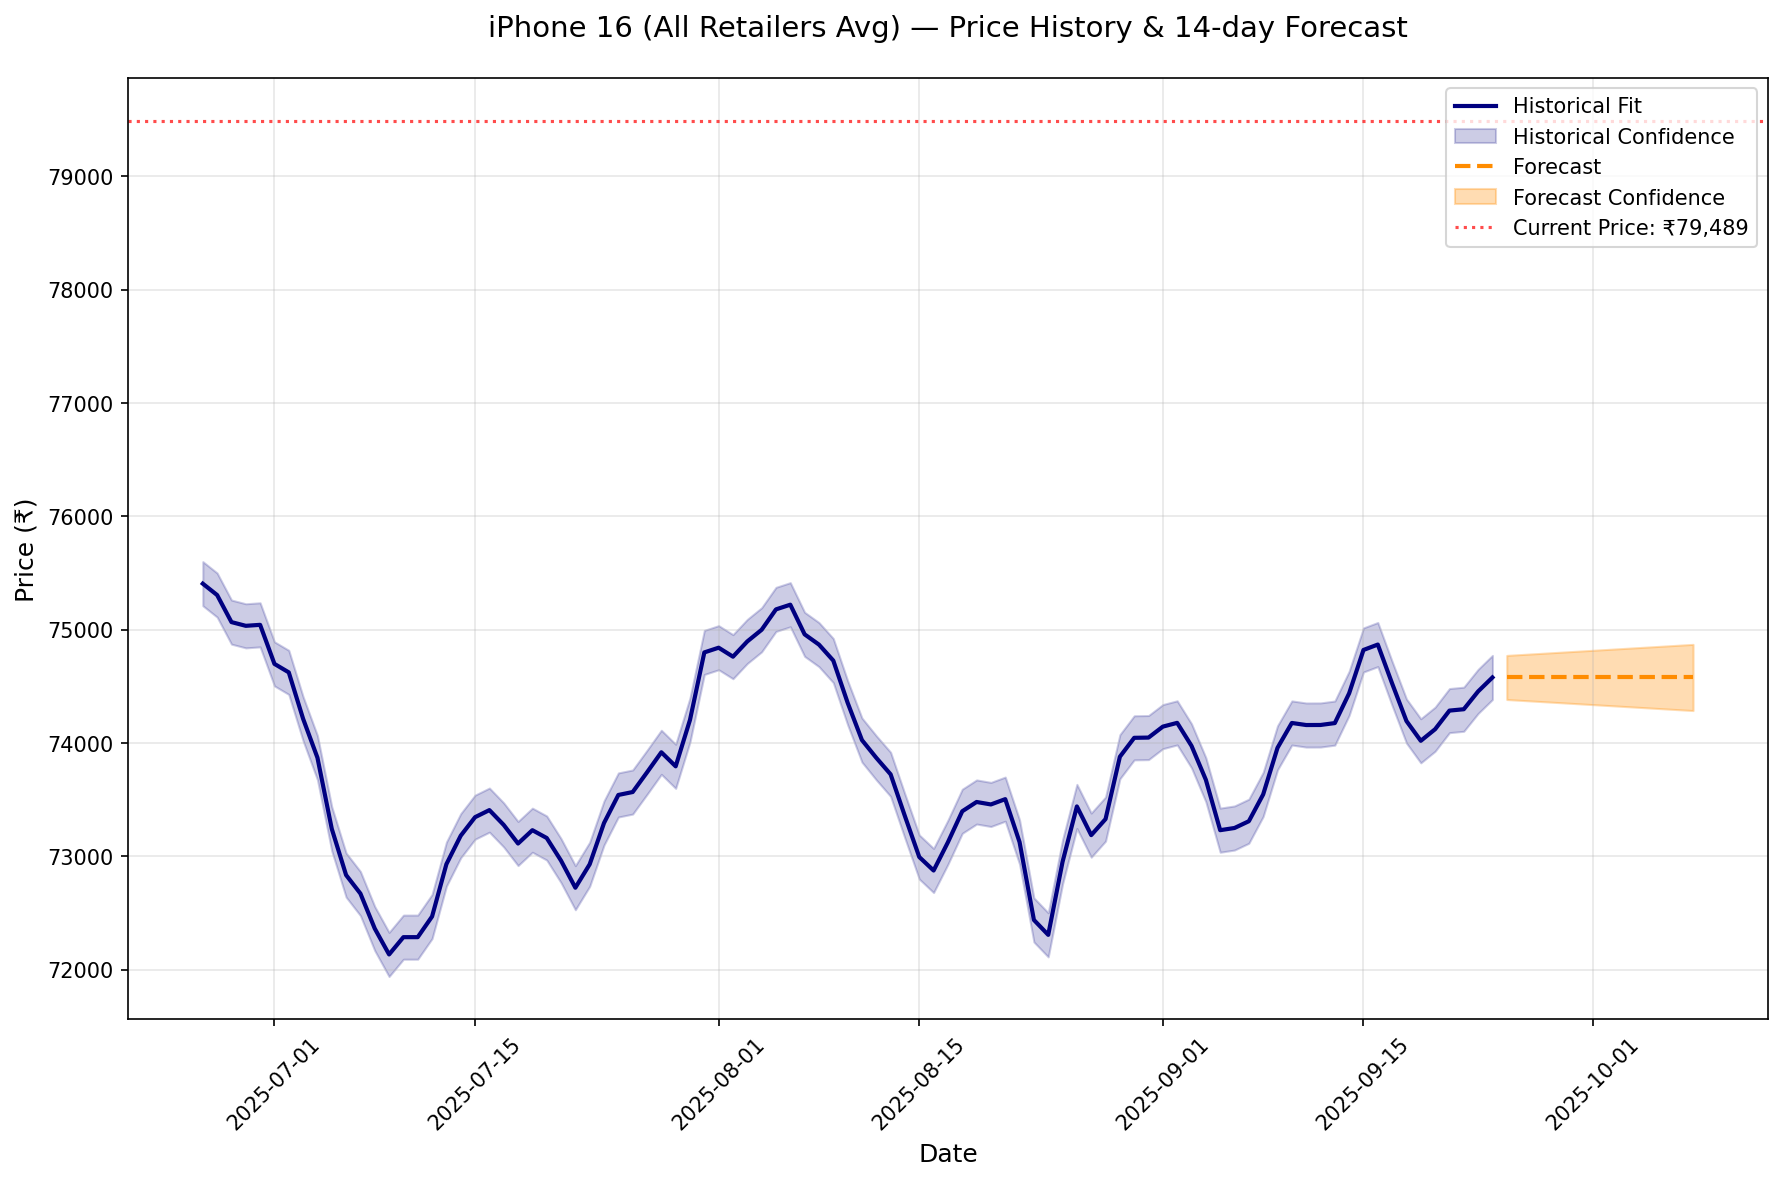 iPhone 16 (All Retailers Avg) — Price History & 14-day Forecast
Historical Fit
Historical Confidence
Forecast
Forecast Confidence
Current Price: ₹79,489
Price (₹)
79000
78000
77000
76000
75000
74000
73000
72000
2025-07-01
2025-07-15
2025-08-01
2025-08-15
2025-09-01
2025-09-15
2025-10-01
Date